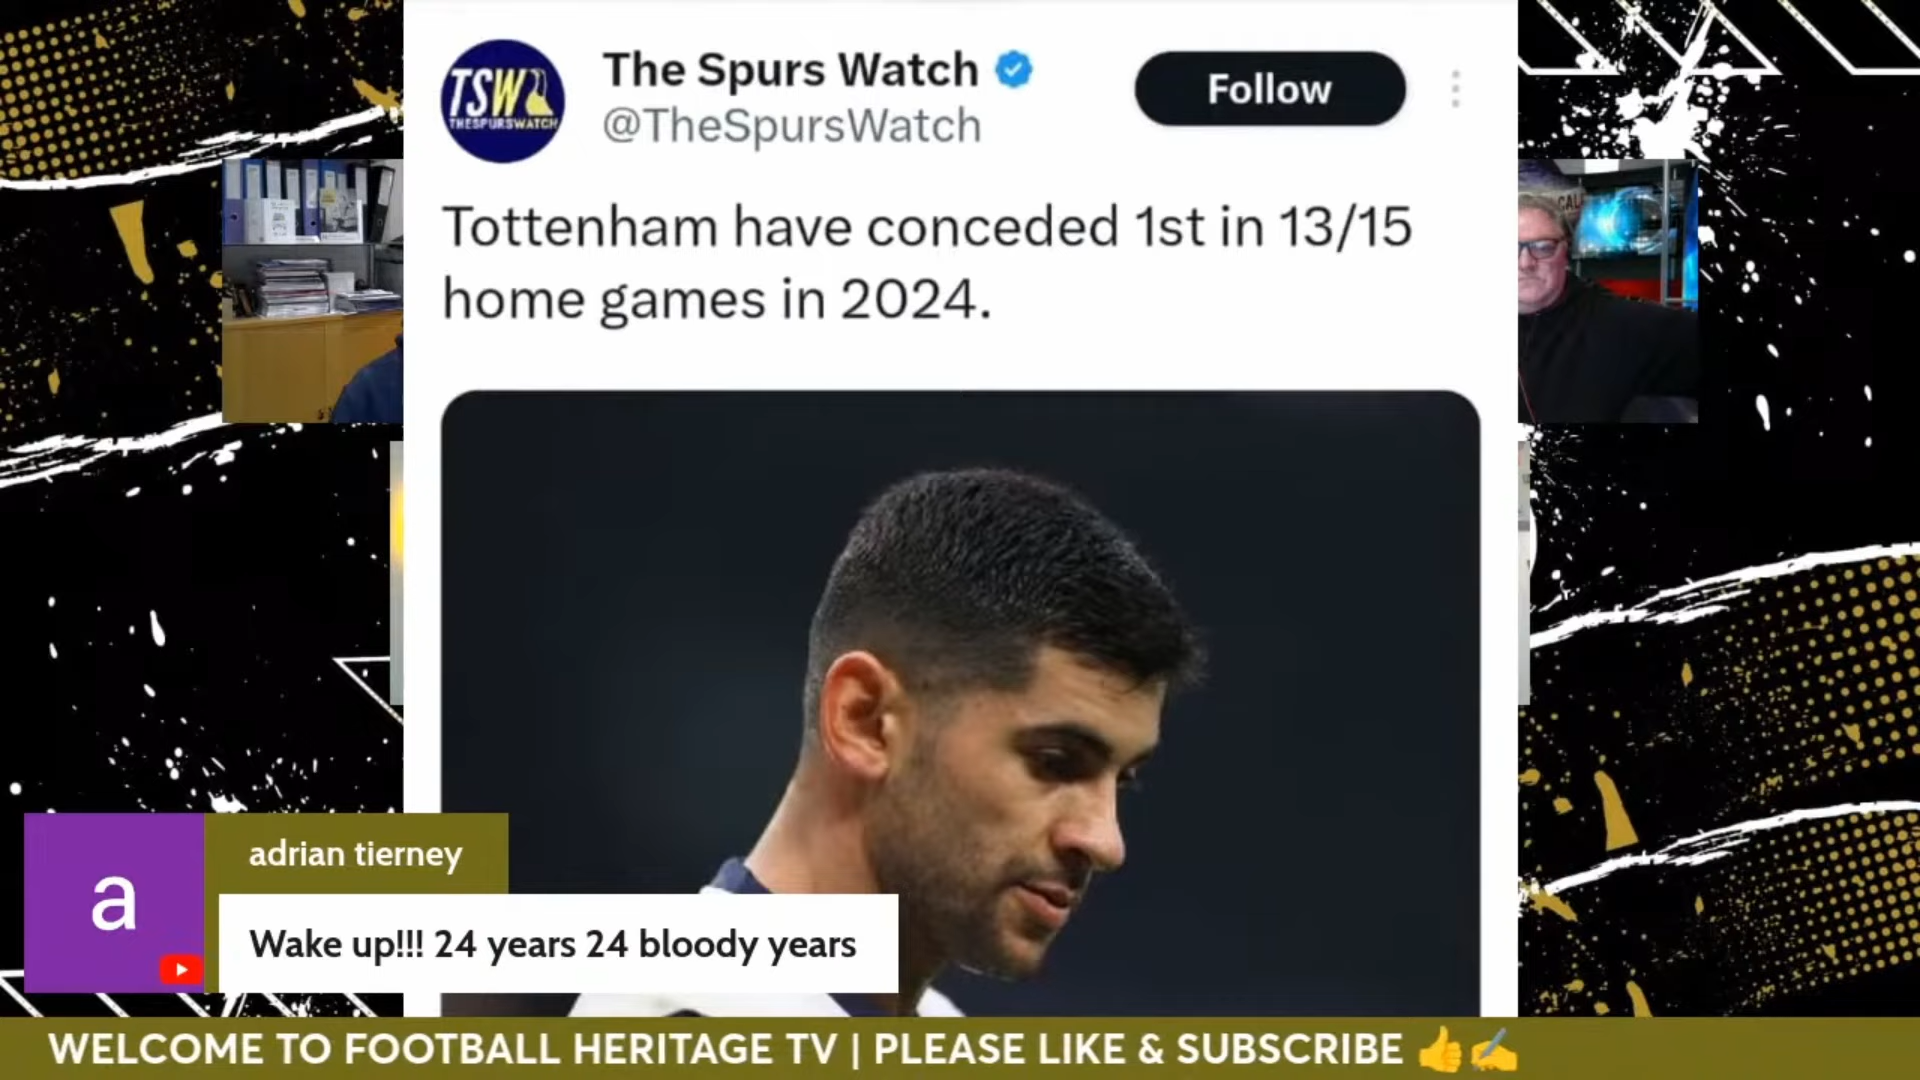 TSW
THESPURSWATCH
The Spurs Watch
@TheSpursWatch
Follow
Tottenham have conceded 1st in 13/15
home games in 2024.
a
adrian tierney
Wake up!!! 24 years 24 bloody years
WELCOME TO FOOTBALL HERITAGE TV | PLEASE LIKE & SUBSCRIBE 👍✍️